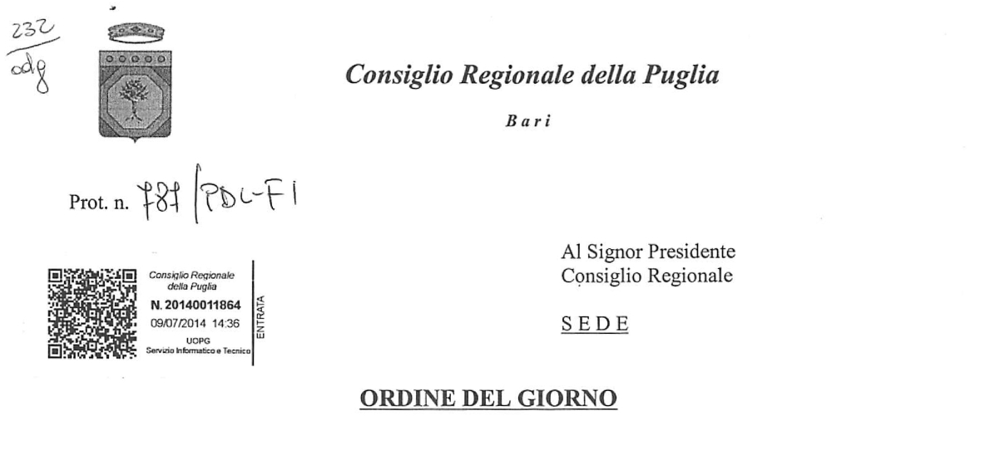 232
odg
Consiglio Regionale della Puglia
Bari
Prot. n. 787/PDL-FI
Al Signor Presidente
Consiglio Regionale
SEDE
Consiglio Regionale
della Puglia
N. 20140011864
09/07/2014 14:36
UOPG
Servizio Informatico e Tecnico
ENTRATA
ORDINE DEL GIORNO